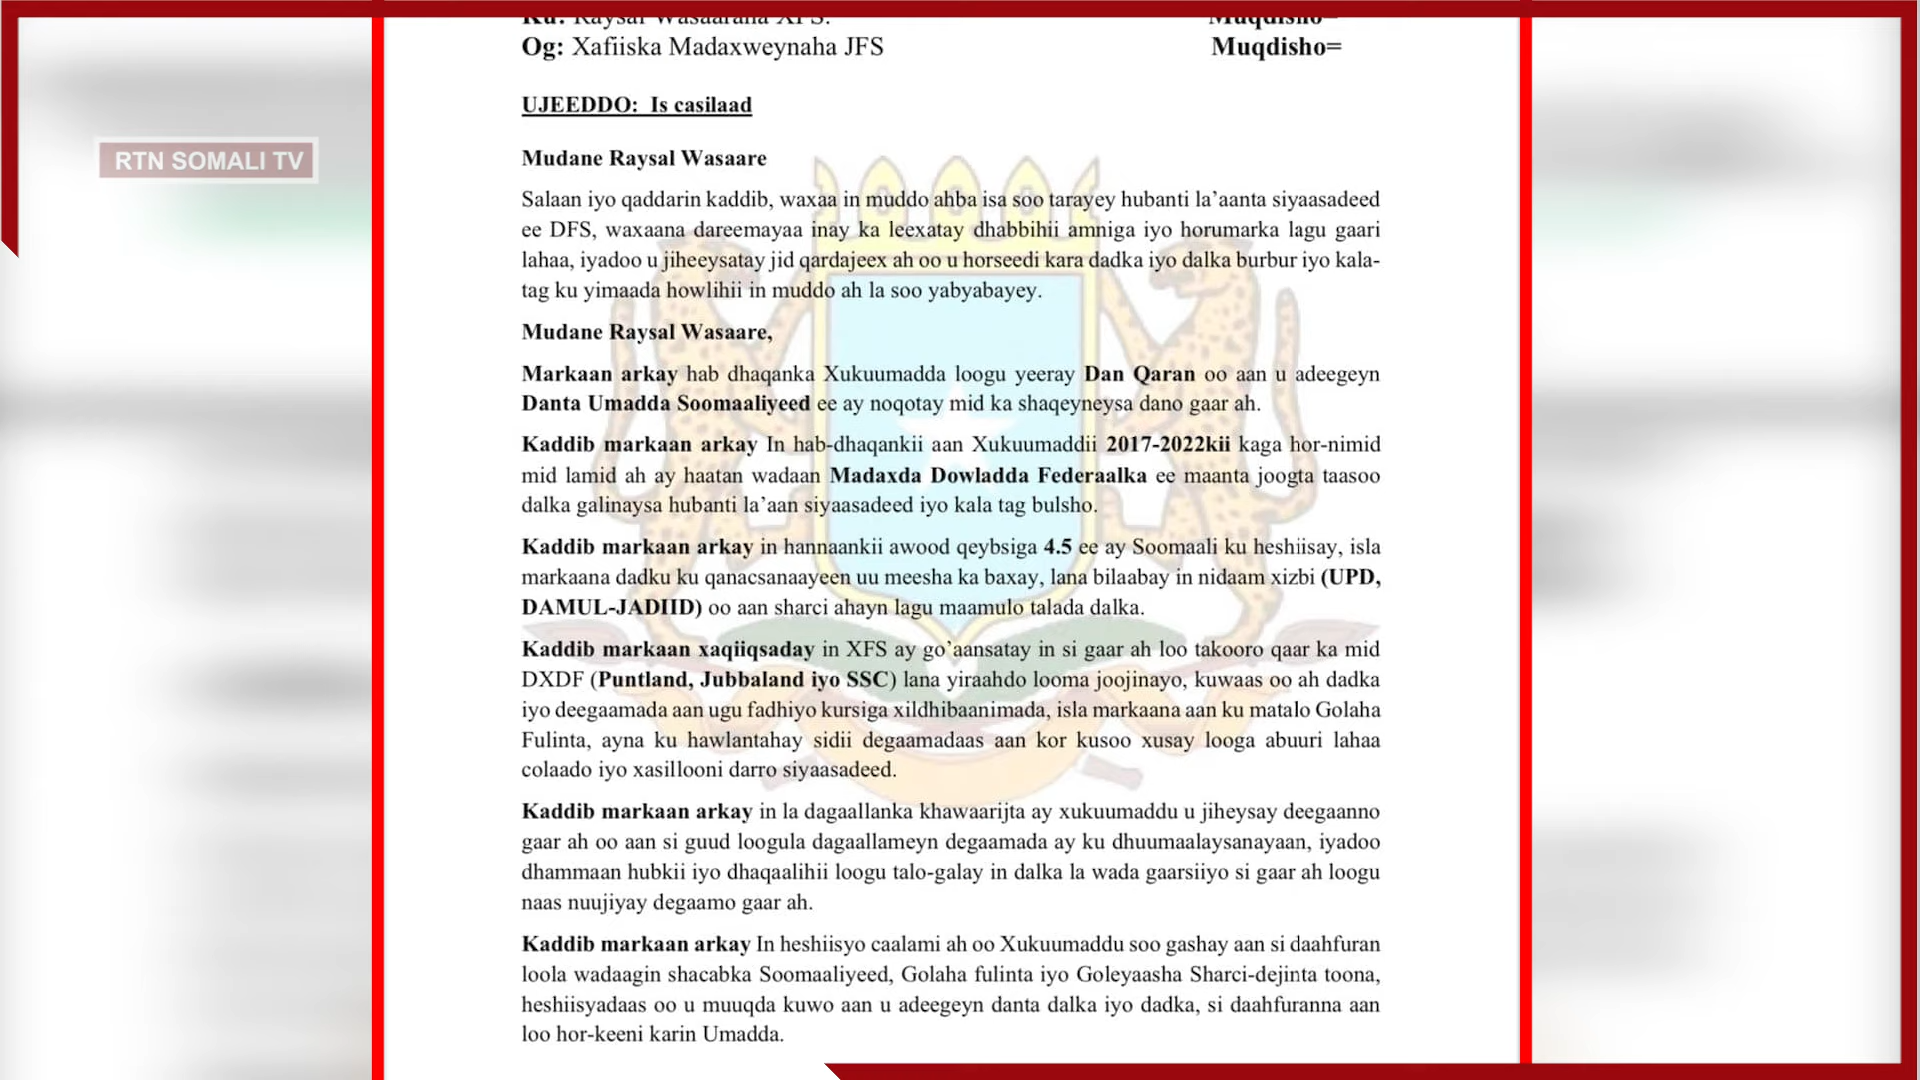 Ku: Raysal Wasaaraha XFS. Muqdisho=
Og: Xafiiska Madaxweynaha JFS Muqdisho=
UJEEDDO: Is casilaad
RTN SOMALI TV
Mudane Raysal Wasaare
Salaan iyo qaddarin kaddib, waxaa in muddo ahba isa soo tarayey hubanti la’aanta siyaasadeed
ee DFS, waxaana dareemayaa inay ka leexatay dhabbihii amniga iyo horumarka lagu gaari
lahaa, iyadoo u jiheeysatay jid qardajeex ah oo u horseedi kara dadka iyo dalka burbur iyo kala-
tag ku yimaada howlihii in muddo ah la soo yabyabayey.
Mudane Raysal Wasaare,
Markaan arkay hab dhaqanka Xukuumadda loogu yeeray Dan Qaran oo aan u adeegeyn
Danta Umadda Soomaaliyeed ee ay noqotay mid ka shaqeyneysa dano gaar ah.
Kaddib markaan arkay In hab-dhaqankii aan Xukuumaddii 2017-2022kii kaga hor-nimid
mid lamid ah ay haatan wadaan Madaxda Dowladda Federaalka ee maanta joogta taasoo
dalka galinaysa hubanti la’aan siyaasadeed iyo kala tag bulsho.
Kaddib markaan arkay in hannaankii awood qeybsiga 4.5 ee ay Soomaali ku heshiisay, isla
markaana dadku ku qanacsanaayeen uu meesha ka baxay, lana bilaabay in nidaam xizbi (UPD,
DAMUL-JADIID) oo aan sharci ahayn lagu maamulo talada dalka.
Kaddib markaan xaqiiqsaday in XFS ay go’aansatay in si gaar ah loo takooro qaar ka mid
DXDF (Puntland, Jubbaland iyo SSC) lana yiraahdo looma joojinayo, kuwaas oo ah dadka
iyo deegaamada aan ugu fadhiyo kursiga xildhibaanimada, isla markaana aan ku matalo Golaha
Fulinta, ayna ku hawlantahay sidii degaamadaas aan kor kusoo xusay looga abuuri lahaa
colaado iyo xasillooni darro siyaasadeed.
Kaddib markaan arkay in la dagaallanka khawaarijta ay xukuumaddu u jiheysay deegaanno
gaar ah oo aan si guud loogula dagaallameyn degaamada ay ku dhuumaalaysanayaan, iyadoo
dhammaan hubkii iyo dhaqaalihii loogu talo-galay in dalka la wada gaarsiiyo si gaar ah loogu
naas nuujiyay degaamo gaar ah.
Kaddib markaan arkay In heshiisyo caalami ah oo Xukuumaddu soo gashay aan si daahfuran
loola wadaagin shacabka Soomaaliyeed, Golaha fulinta iyo Goleyaasha Sharci-dejinta toona,
heshiisyadaas oo u muuqda kuwo aan u adeegeyn danta dalka iyo dadka, si daahfuranna aan
loo hor-keeni karin Umadda.